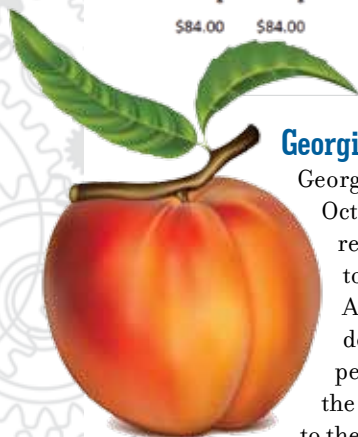 $84.00 $84.00
Georgi
Georg
Oct
re
to
A
de
pe
the
to the